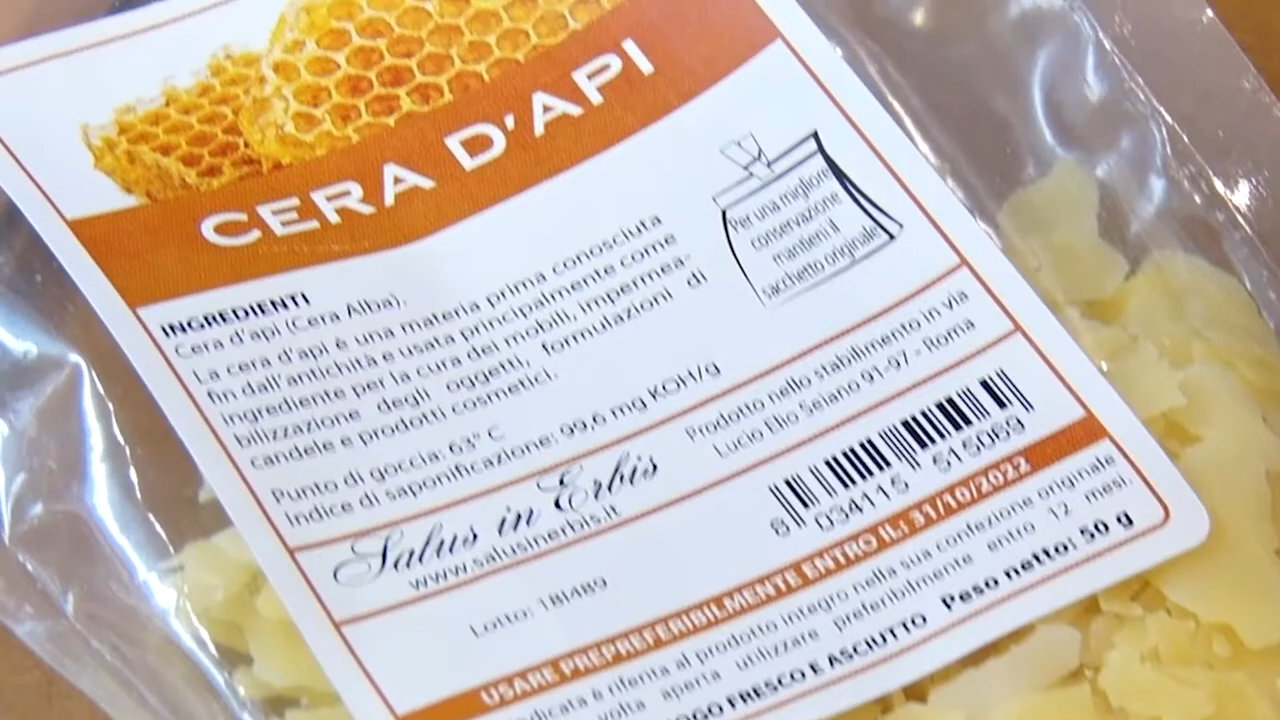 CERA D'API
Per una migliore
conservazione
mantieni il
sacchetto originale
INGREDIENTI
Cera d'api (Cera Alba),
La cera d'api è una materia prima conosciuta
fin dall'antichità e usata principalmente come
ingrediente per la cura dei mobili, impermea-
bilizzazione degli oggetti, formulazioni di
candele e prodotti cosmetici.
Punto di goccia: 63° C
Indice di saponificazione: 99,6 mg KOH/g
Salus in Erbis
www.salusinerbis.it
Prodotto nello stabilimento in via
Lucio Elio Seiano 91-97 - Roma
8 034115 515069
Lotto: 18I489
USARE PREPREFERIBILMENTE ENTRO IL: 31/10/2022
indicata è riferita al prodotto integro nella sua confezione originale
volta aperta utilizzare preferibilmente entro 12 mesi.
LUOGO FRESCO E ASCIUTTO Peso netto: 50 g